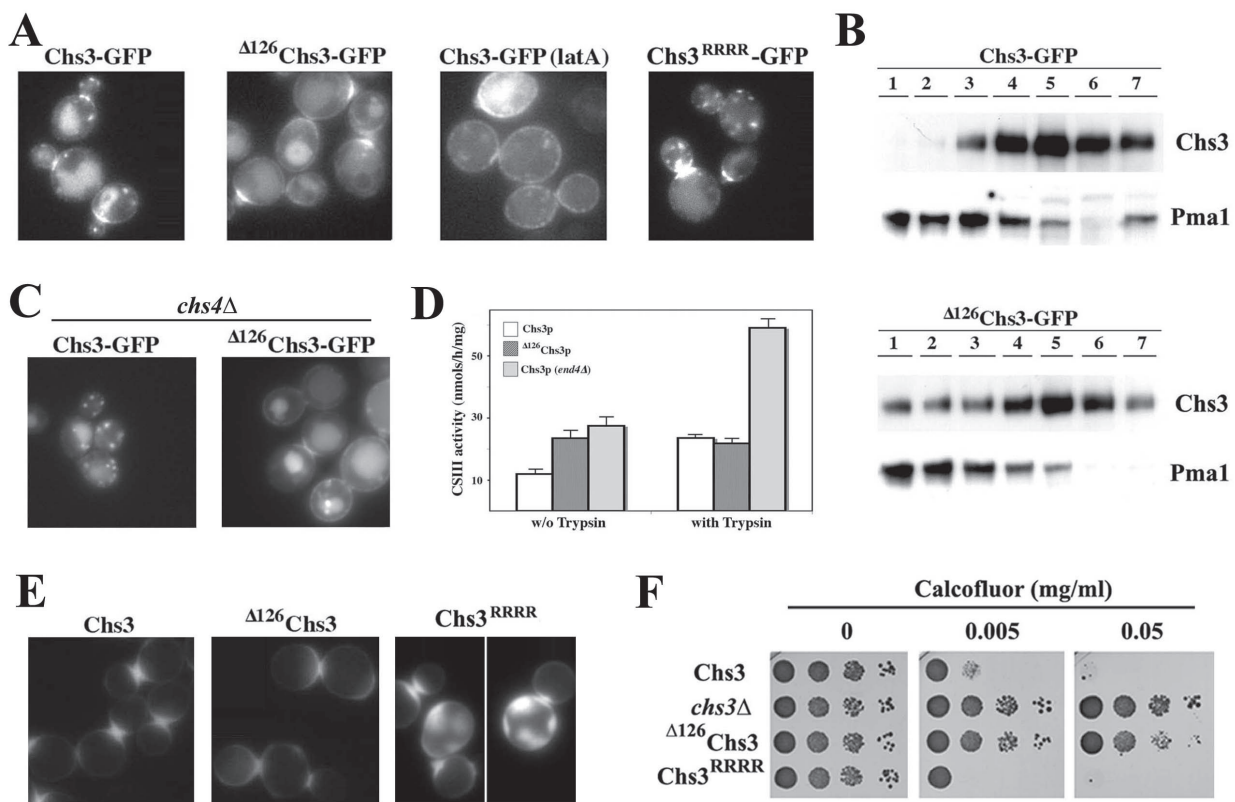 A
Chs3-GFP
Δ126Chs3-GFP
Chs3-GFP (latA)
Chs3RRRR-GFP
B
Chs3-GFP
1 2 3 4 5 6 7
Chs3
Pma1
Δ126Chs3-GFP
1 2 3 4 5 6 7
Chs3
Pma1
C
chs4Δ
Chs3-GFP
Δ126Chs3-GFP
D
CSIII activity (nmols/h/mg)
50
30
10
Chs3p
Δ126Chs3p
Chs3p (end4Δ)
w/o Trypsin
with Trypsin
E
Chs3
Δ126Chs3
Chs3RRRR
F
Calcofluor (mg/ml)
0 0.005 0.05
Chs3
chs3Δ
Δ126Chs3
Chs3RRRR